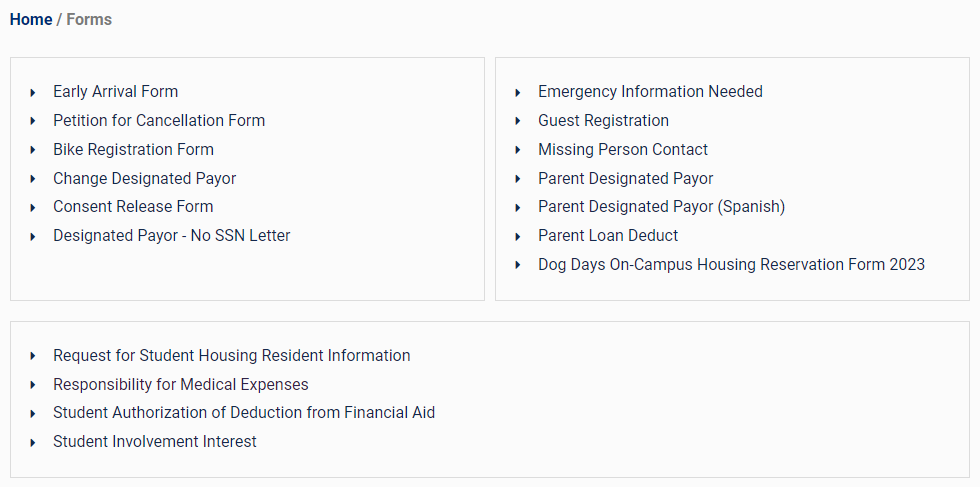 Home / Forms
Early Arrival Form
Petition for Cancellation Form
Bike Registration Form
Change Designated Payor
Consent Release Form
Designated Payor - No SSN Letter
Emergency Information Needed
Guest Registration
Missing Person Contact
Parent Designated Payor
Parent Designated Payor (Spanish)
Parent Loan Deduct
Dog Days On-Campus Housing Reservation Form 2023
Request for Student Housing Resident Information
Responsibility for Medical Expenses
Student Authorization of Deduction from Financial Aid
Student Involvement Interest